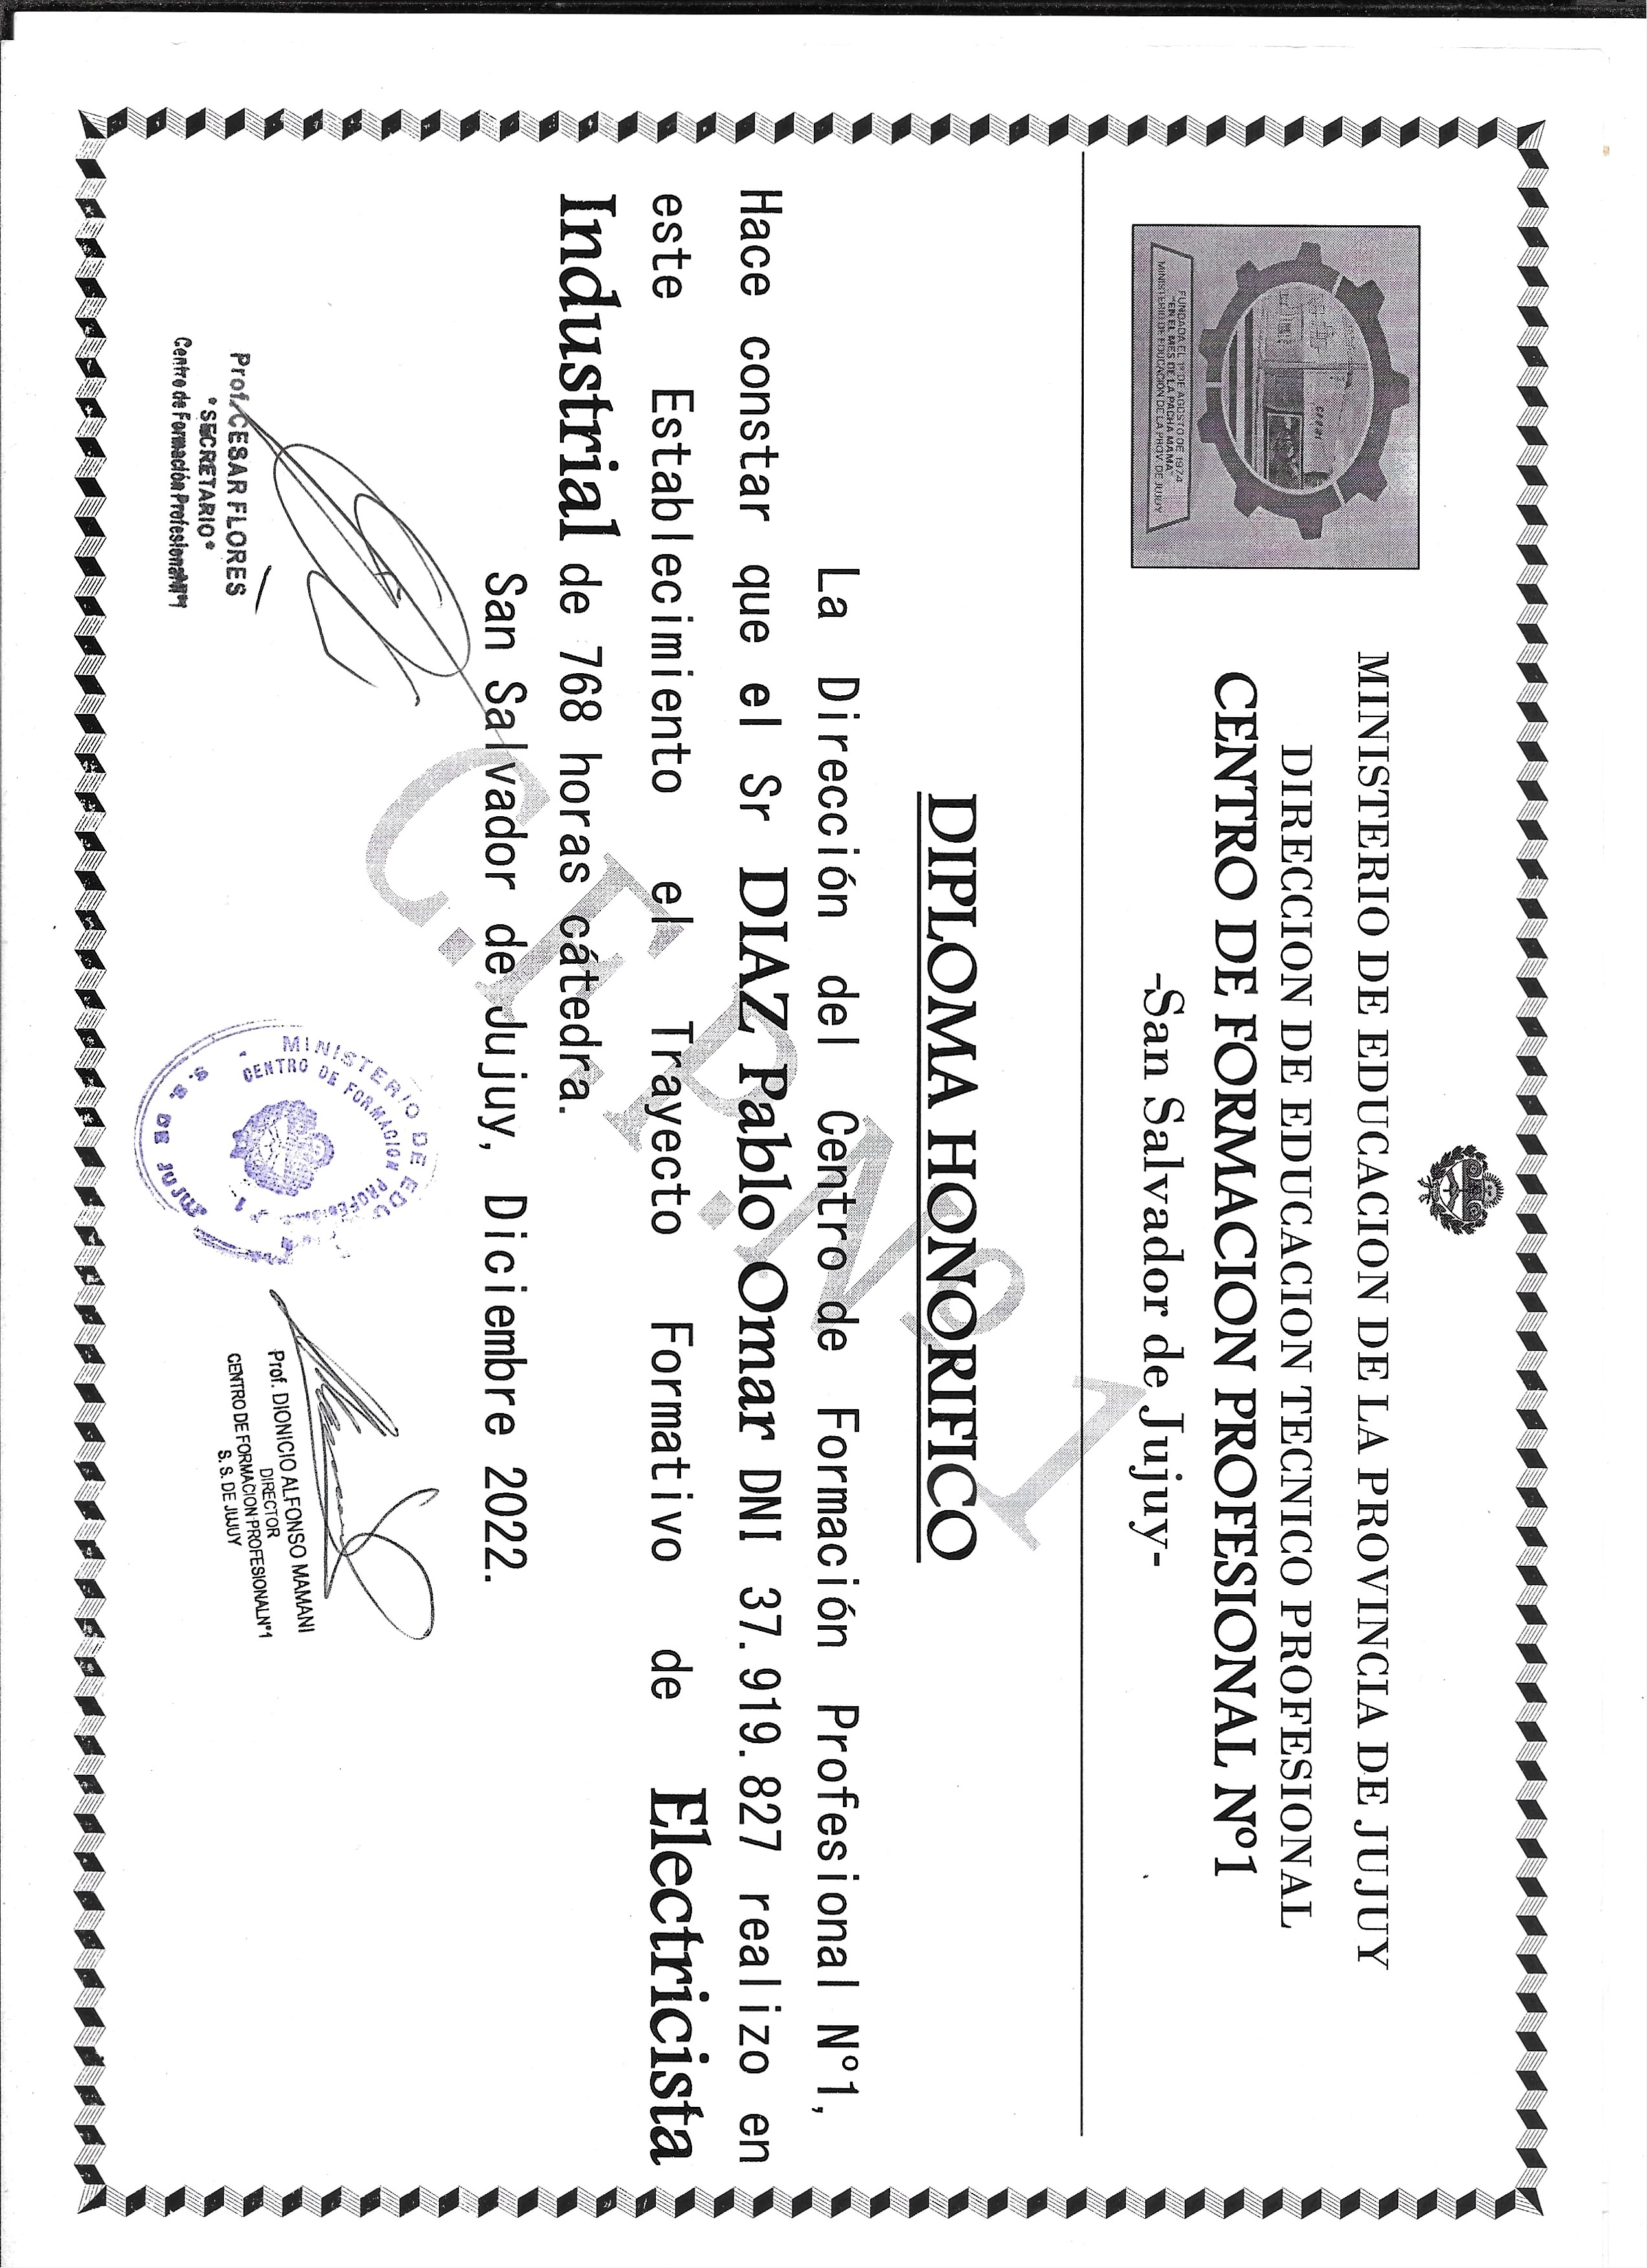 MINISTERIO DE EDUCACION DE LA PROVINCIA DE JUJUY
DIRECCION DE EDUCACION TECNICO PROFESIONAL
CENTRO DE FORMACION PROFESIONAL Nº1
-San Salvador de Jujuy-
FUNDADA EL 1º DE AGOSTO DE 1974
"EN EL MES DE LA PACHA MAMA"
MINISTERIO DE EDUCACIÓN DE LA PROV. DE JUJUY
C.F.P.Nº 1
DIPLOMA HONORIFICO
La Dirección del Centro de Formación Profesional Nº1,
Hace constar que el Sr DIAZ Pablo Omar DNI 37.919.827 realizo en
este Establecimiento el Trayecto Formativo de Electricista
Industrial de 768 horas cátedra.
San Salvador de Jujuy, Diciembre 2022.
Prof. CESAR FLORES
*SECRETARIO*
Centro de Formación Profesional Nº1
MINISTERIO DE
CENTRO DE FORMACION PROFESIONAL Nº 1
S. S. DE JUJUY
Prof. DIONICIO ALFONSO MAMANI
DIRECTOR
CENTRO DE FORMACION PROFESIONAL Nº1
S. S. DE JUJUY